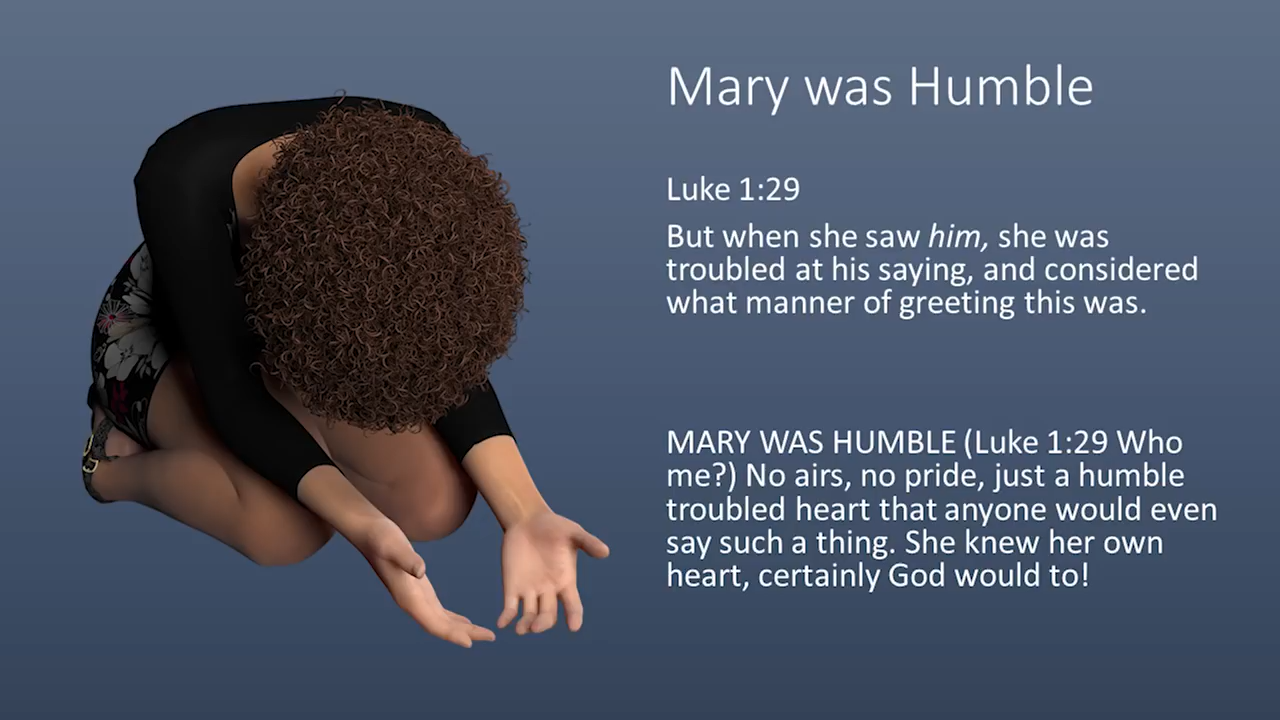 Mary was Humble
Luke 1:29
But when she saw him, she was
troubled at his saying, and considered
what manner of greeting this was.
MARY WAS HUMBLE (Luke 1:29 Who
me?) No airs, no pride, just a humble
troubled heart that anyone would even
say such a thing. She knew her own
heart, certainly God would to!